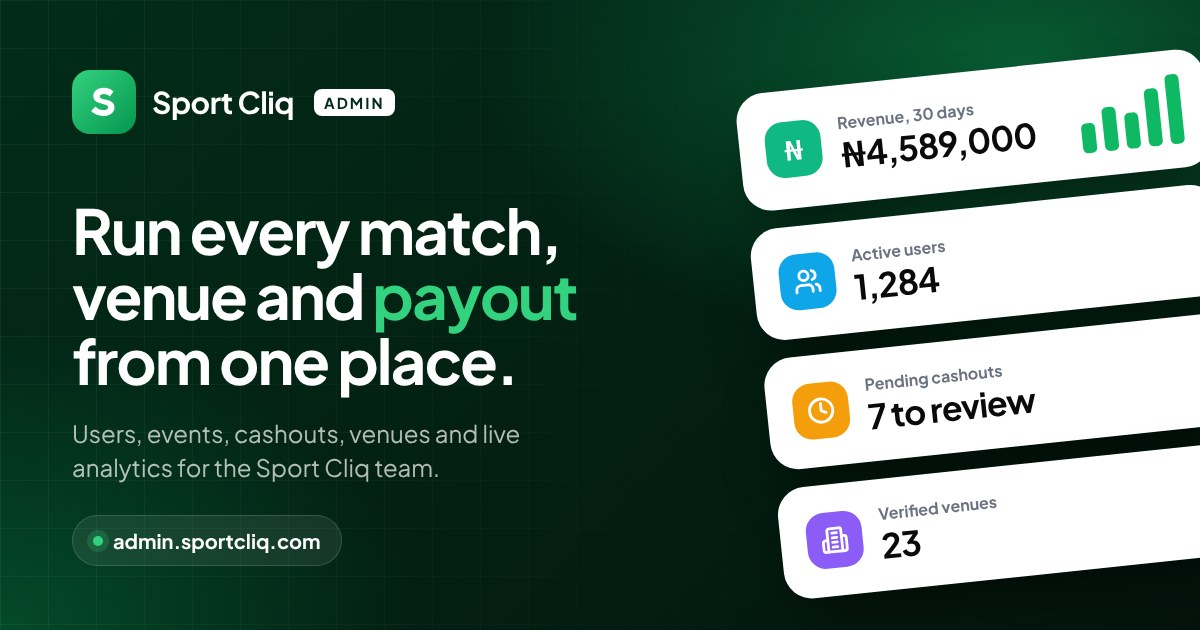 S
Sport Cliq
ADMIN
Run every match,
venue and payout
from one place.
Users, events, cashouts, venues and live
analytics for the Sport Cliq team.
admin.sportcliq.com
₦
Revenue, 30 days
₦4,589,000
Active users
1,284
Pending cashouts
7 to review
Verified venues
23